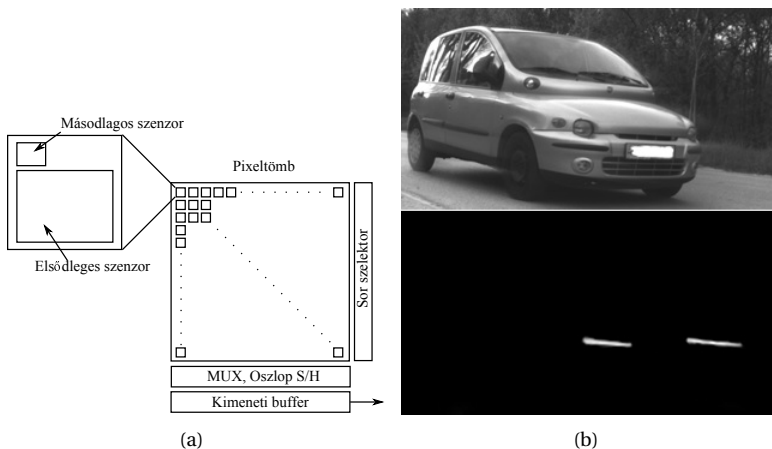 Másodlagos szenzor
Pixeltömb
Elsődleges szenzor
Sor szelektor
MUX, Oszlop S/H
Kimeneti buffer
(a)
(b)